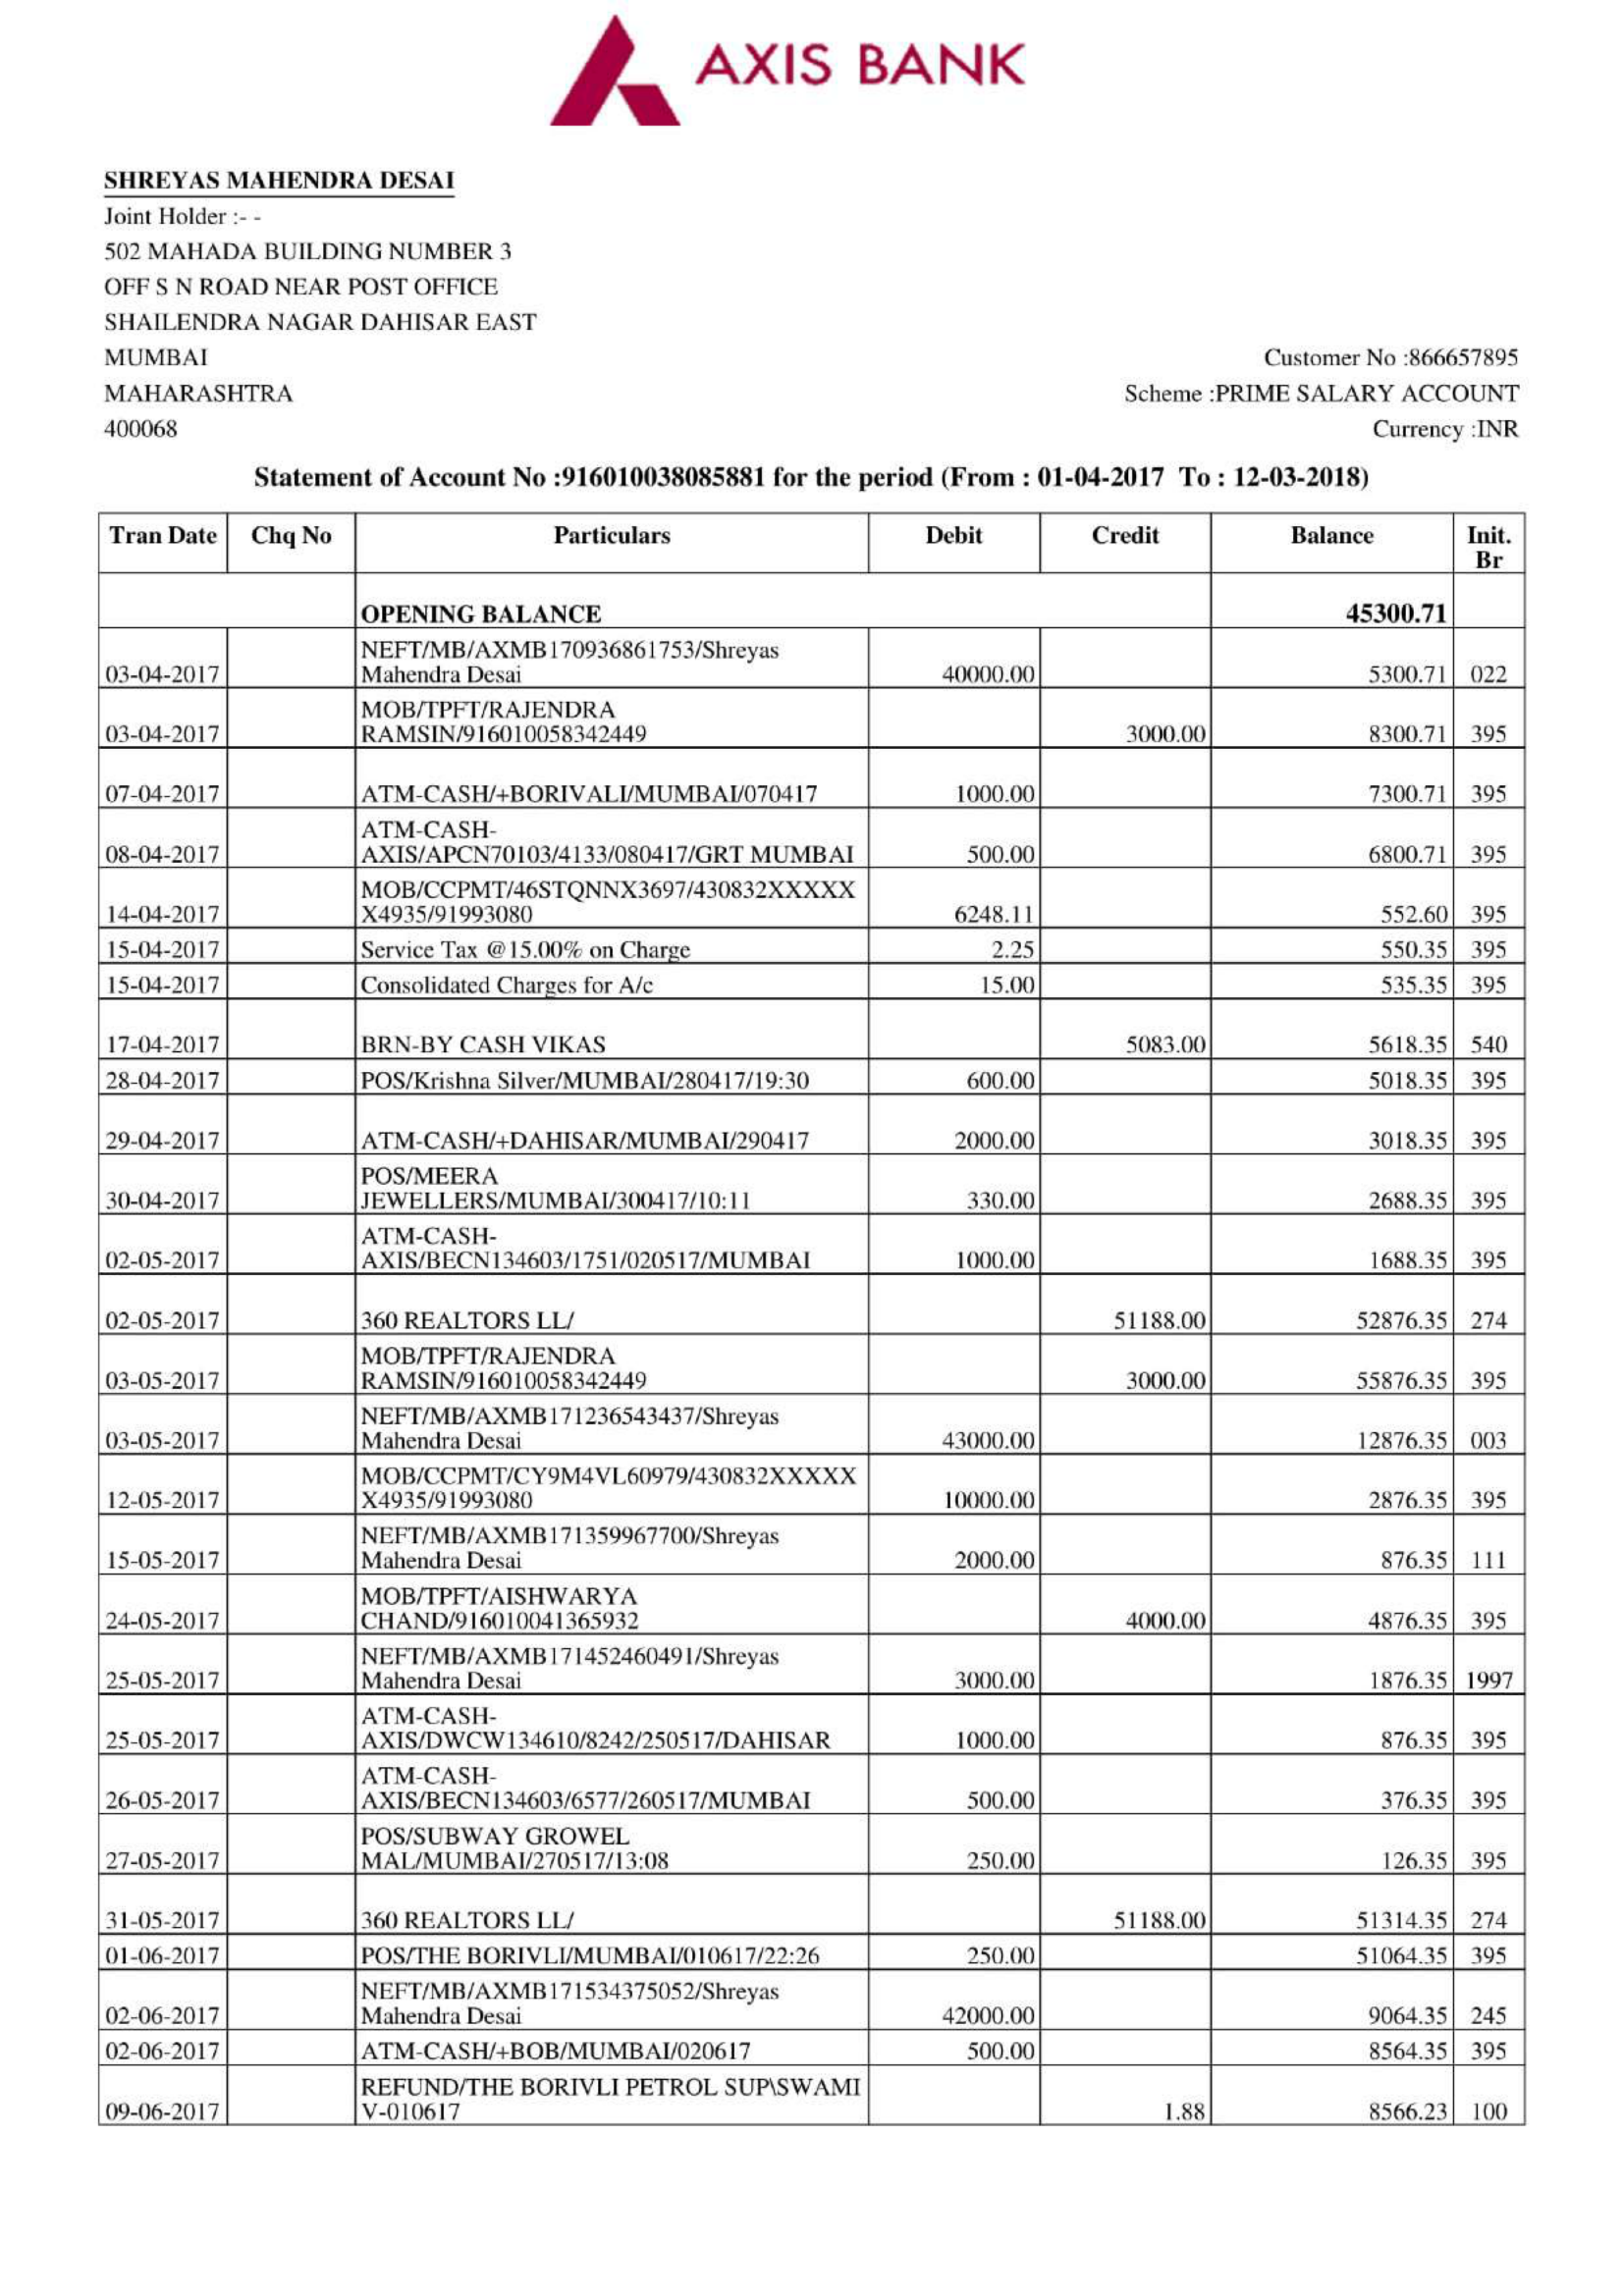 AXIS BANK
SHREYAS MAHENDRA DESAI
Joint Holder :- -
502 MAHADA BUILDING NUMBER 3
OFF S N ROAD NEAR POST OFFICE
SHAILENDRA NAGAR DAHISAR EAST
MUMBAI Customer No :866657895
MAHARASHTRA Scheme :PRIME SALARY ACCOUNT
400068 Currency :INR
Statement of Account No :916010038085881 for the period (From : 01-04-2017 To : 12-03-2018)
Tran Date Chq No Particulars Debit Credit Balance Init.
Br
OPENING BALANCE 45300.71
NEFT/MB/AXMB170936861753/Shreyas
03-04-2017 Mahendra Desai 40000.00 5300.71 022
MOB/TPFT/RAJENDRA
03-04-2017 RAMSIN/916010058342449 3000.00 8300.71 395
07-04-2017 ATM-CASH/+BORIVALI/MUMBAI/070417 1000.00 7300.71 395
ATM-CASH-
08-04-2017 AXIS/APCN70103/4133/080417/GRT MUMBAI 500.00 6800.71 395
MOB/CCPMT/46STQNNX3697/430832XXXXX
14-04-2017 X4935/91993080 6248.11 552.60 395
15-04-2017 Service Tax @15.00% on Charge 2.25 550.35 395
15-04-2017 Consolidated Charges for A/c 15.00 535.35 395
17-04-2017 BRN-BY CASH VIKAS 5083.00 5618.35 540
28-04-2017 POS/Krishna Silver/MUMBAI/280417/19:30 600.00 5018.35 395
29-04-2017 ATM-CASH/+DAHISAR/MUMBAI/290417 2000.00 3018.35 395
POS/MEERA
30-04-2017 JEWELLERS/MUMBAI/300417/10:11 330.00 2688.35 395
ATM-CASH-
02-05-2017 AXIS/BECN134603/1751/020517/MUMBAI 1000.00 1688.35 395
02-05-2017 360 REALTORS LL/ 51188.00 52876.35 274
MOB/TPFT/RAJENDRA
03-05-2017 RAMSIN/916010058342449 3000.00 55876.35 395
NEFT/MB/AXMB171236543437/Shreyas
03-05-2017 Mahendra Desai 43000.00 12876.35 003
MOB/CCPMT/CY9M4VL60979/430832XXXXX
12-05-2017 X4935/91993080 10000.00 2876.35 395
NEFT/MB/AXMB171359967700/Shreyas
15-05-2017 Mahendra Desai 2000.00 876.35 111
MOB/TPFT/AISHWARYA
24-05-2017 CHAND/916010041365932 4000.00 4876.35 395
NEFT/MB/AXMB171452460491/Shreyas
25-05-2017 Mahendra Desai 3000.00 1876.35 1997
ATM-CASH-
25-05-2017 AXIS/DWCW134610/8242/250517/DAHISAR 1000.00 876.35 395
ATM-CASH-
26-05-2017 AXIS/BECN134603/6577/260517/MUMBAI 500.00 376.35 395
POS/SUBWAY GROWEL
27-05-2017 MAL/MUMBAI/270517/13:08 250.00 126.35 395
31-05-2017 360 REALTORS LL/ 51188.00 51314.35 274
01-06-2017 POS/THE BORIVLI/MUMBAI/010617/22:26 250.00 51064.35 395
NEFT/MB/AXMB171534375052/Shreyas
02-06-2017 Mahendra Desai 42000.00 9064.35 245
02-06-2017 ATM-CASH/+BOB/MUMBAI/020617 500.00 8564.35 395
REFUND/THE BORIVLI PETROL SUP\SWAMI
09-06-2017 V-010617 1.88 8566.23 100